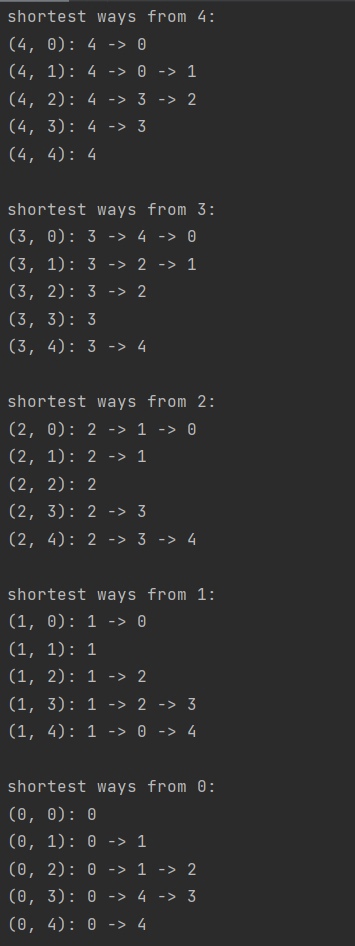 shortest ways from 4:
(4, 0): 4 -> 0
(4, 1): 4 -> 0 -> 1
(4, 2): 4 -> 3 -> 2
(4, 3): 4 -> 3
(4, 4): 4
shortest ways from 3:
(3, 0): 3 -> 4 -> 0
(3, 1): 3 -> 2 -> 1
(3, 2): 3 -> 2
(3, 3): 3
(3, 4): 3 -> 4
shortest ways from 2:
(2, 0): 2 -> 1 -> 0
(2, 1): 2 -> 1
(2, 2): 2
(2, 3): 2 -> 3
(2, 4): 2 -> 3 -> 4
shortest ways from 1:
(1, 0): 1 -> 0
(1, 1): 1
(1, 2): 1 -> 2
(1, 3): 1 -> 2 -> 3
(1, 4): 1 -> 0 -> 4
shortest ways from 0:
(0, 0): 0
(0, 1): 0 -> 1
(0, 2): 0 -> 1 -> 2
(0, 3): 0 -> 4 -> 3
(0, 4): 0 -> 4